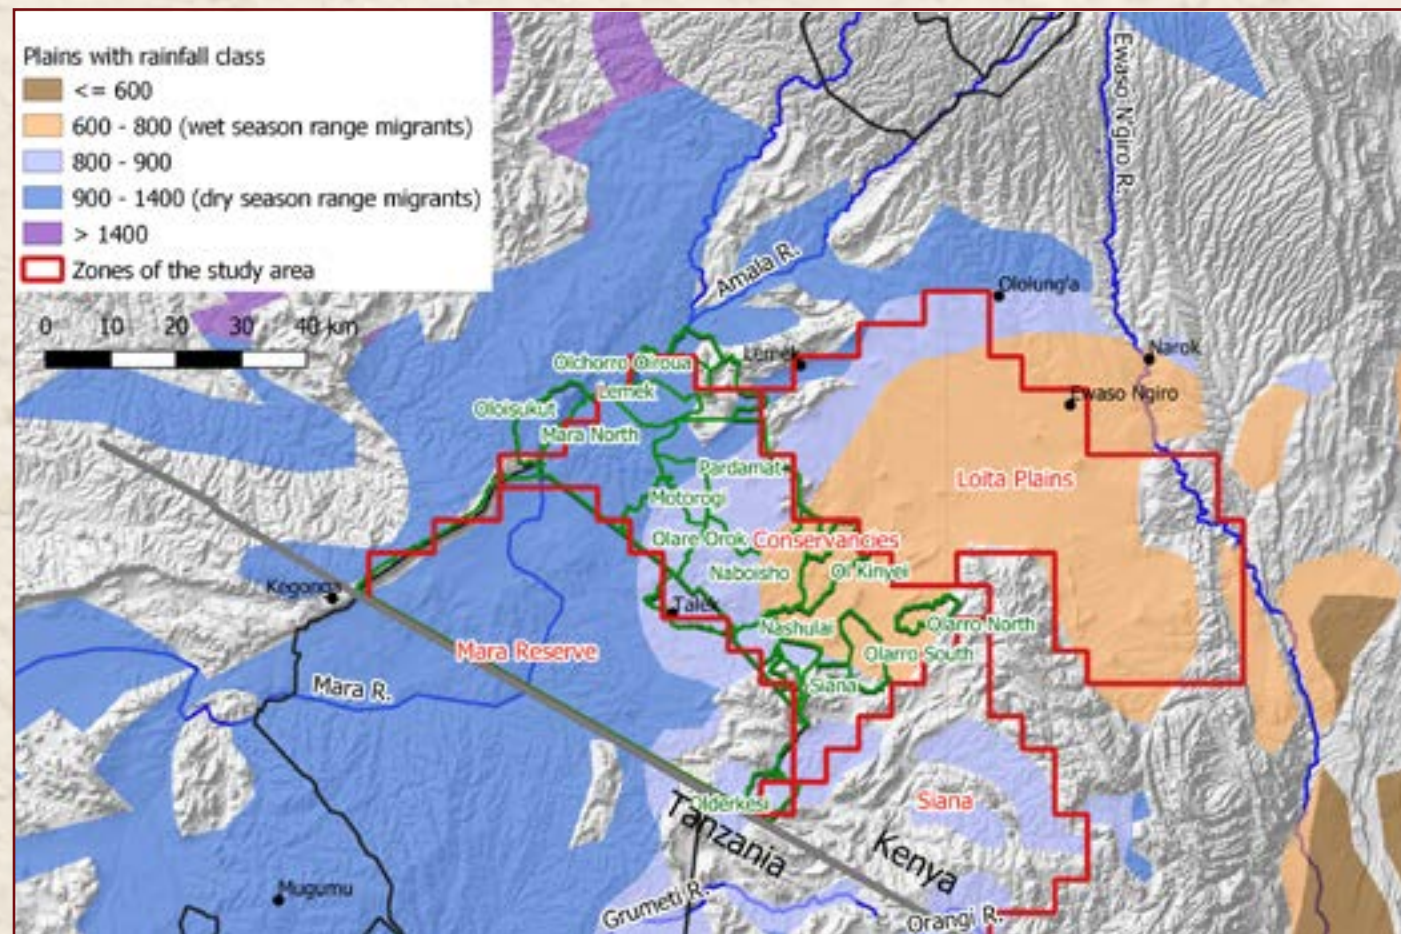 Plains with rainfall class
<= 600
600 - 800 (wet season range migrants)
800 - 900
900 - 1400 (dry season range migrants)
> 1400
Zones of the study area
0 10 20 30 40 km
Ewaso N'giro R.
Amala R.
Ololung'a
Narok
Lemek
Olchorro Oiroua
Lemek
Ewaso Ngiro
Oloisukut
Mara North
Pardamat
Loita Plains
Motorogi
Olare Orok
Conservancies
Naboisho
Ol Kinyei
Kegonga
Talek
Nashulai
Olarro North
Mara Reserve
Olarro South
Mara R.
Siana
Olderkesi
Siana
Tanzania
Kenya
Mugumu
Grumeti R.
Orangi R.